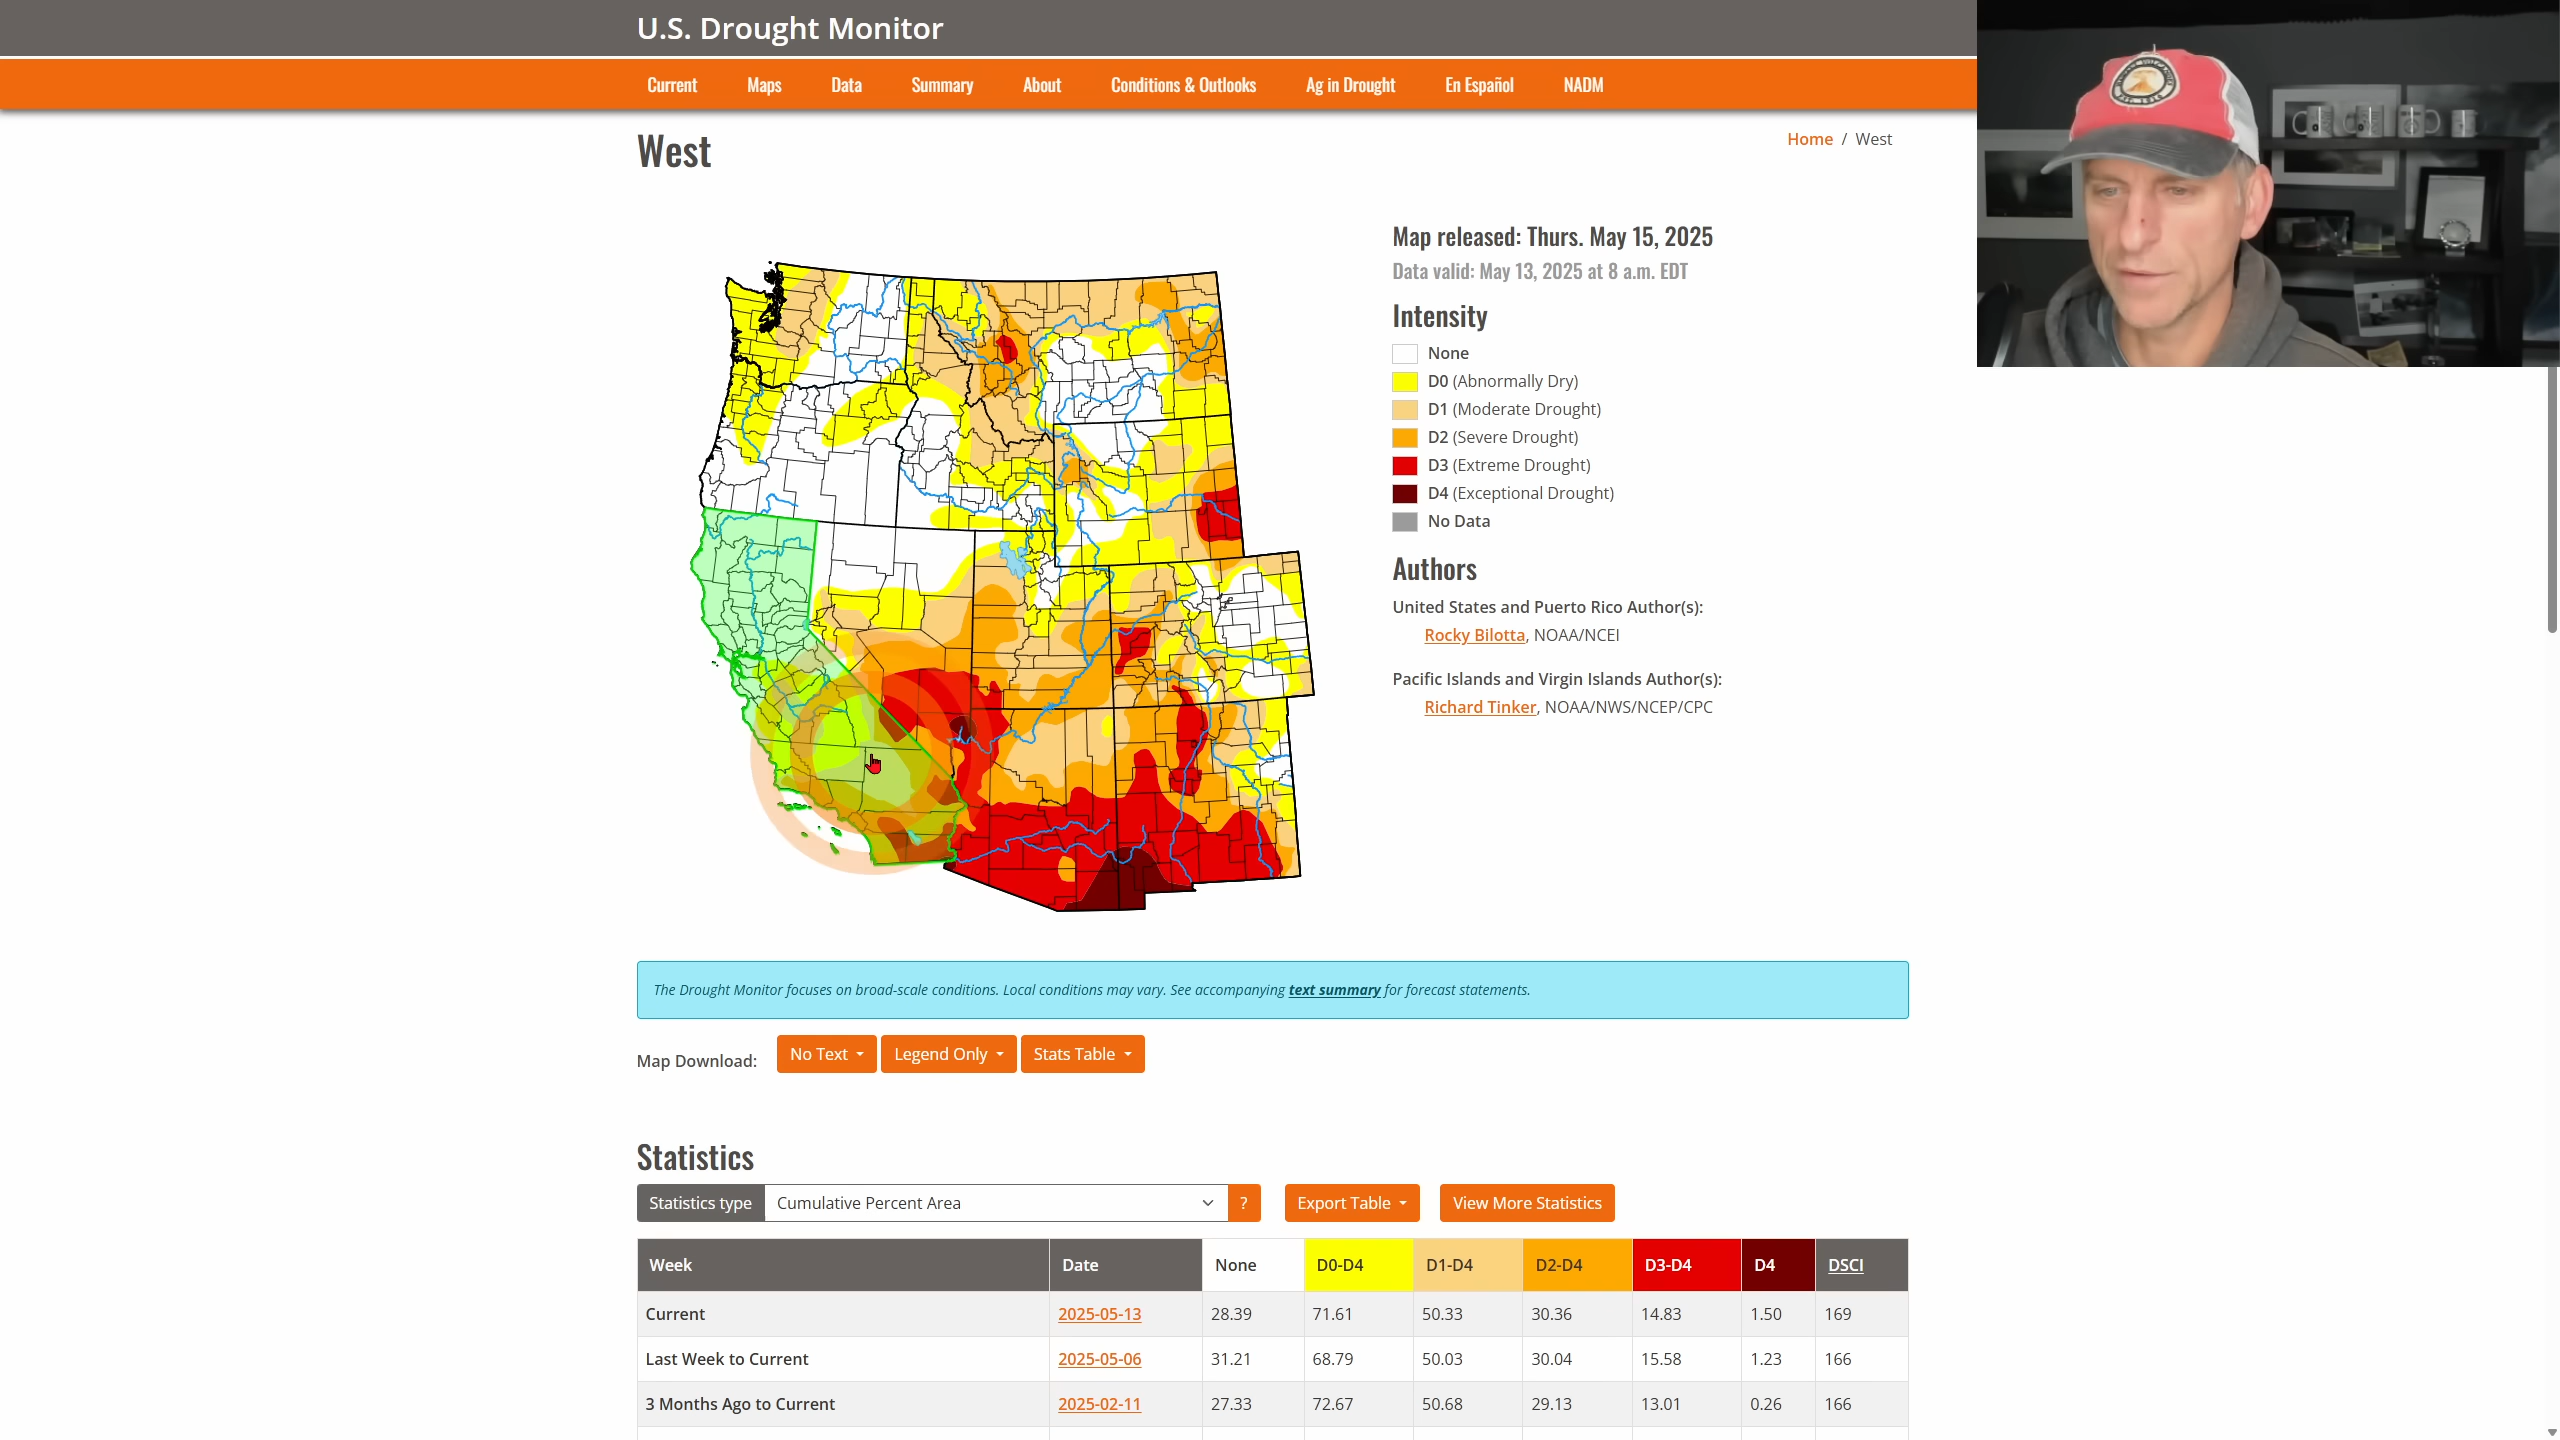 U.S. Drought Monitor
Current Maps Data Summary About Conditions & Outlooks Ag in Drought En Español NADM
West
Home / West
Map released: Thurs. May 15, 2025
Data valid: May 13, 2025 at 8 a.m. EDT
Intensity
None
D0 (Abnormally Dry)
D1 (Moderate Drought)
D2 (Severe Drought)
D3 (Extreme Drought)
D4 (Exceptional Drought)
No Data
Authors
United States and Puerto Rico Author(s):
Rocky Bilotta, NOAA/NCEI
Pacific Islands and Virgin Islands Author(s):
Richard Tinker, NOAA/NWS/NCEP/CPC
The Drought Monitor focuses on broad-scale conditions. Local conditions may vary. See accompanying text summary for forecast statements.
Map Download: No Text Legend Only Stats Table
Statistics
Statistics type Cumulative Percent Area ? Export Table View More Statistics
Week Date None D0-D4 D1-D4 D2-D4 D3-D4 D4 DSCI
Current 2025-05-13 28.39 71.61 50.33 30.36 14.83 1.50 169
Last Week to Current 2025-05-06 31.21 68.79 50.03 30.04 15.58 1.23 166
3 Months Ago to Current 2025-02-11 27.33 72.67 50.68 29.13 13.01 0.26 166